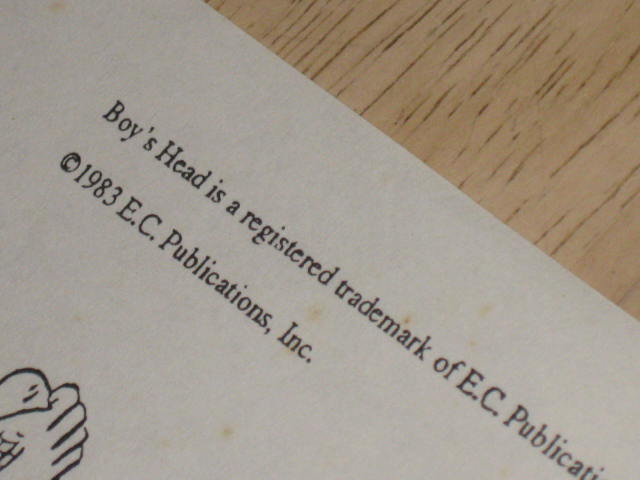 Boy's Head is a registered trademark of E.C. Publicati
©1983 E.C. Publications, Inc.